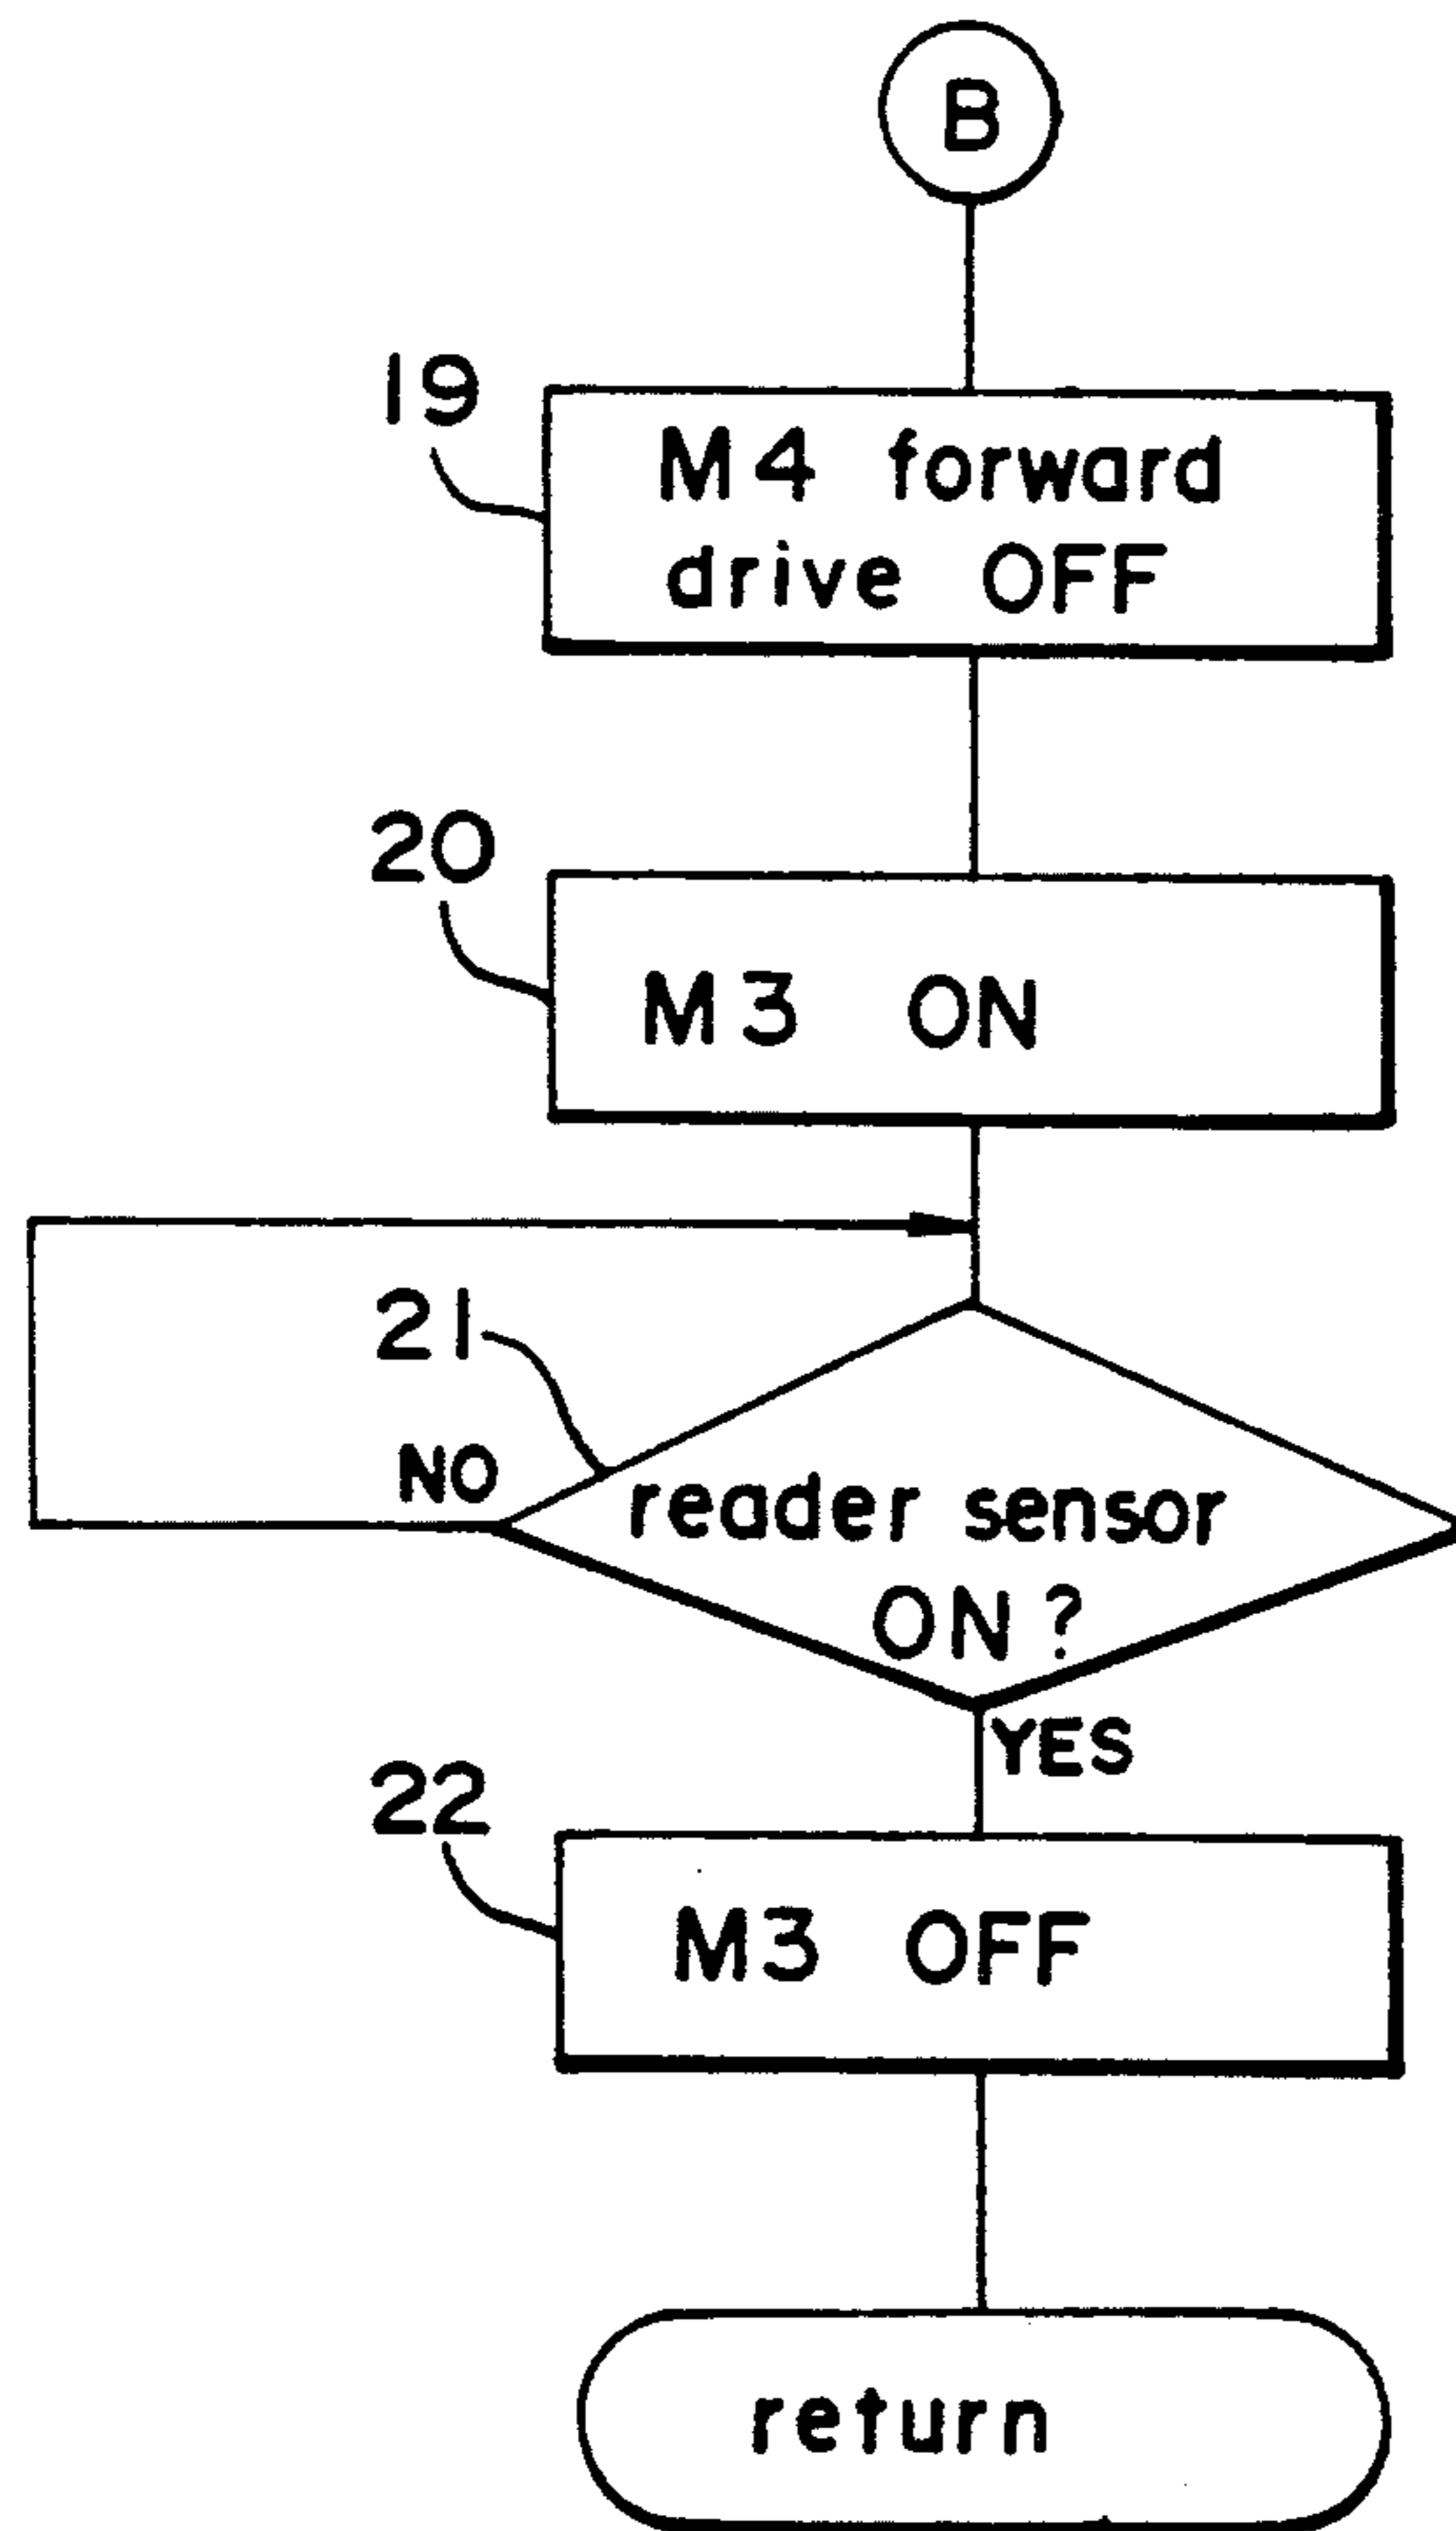 B
19
M4 forward
drive OFF
20
M3 ON
21
NO
reader sensor
ON?
YES
22
M3 OFF
return